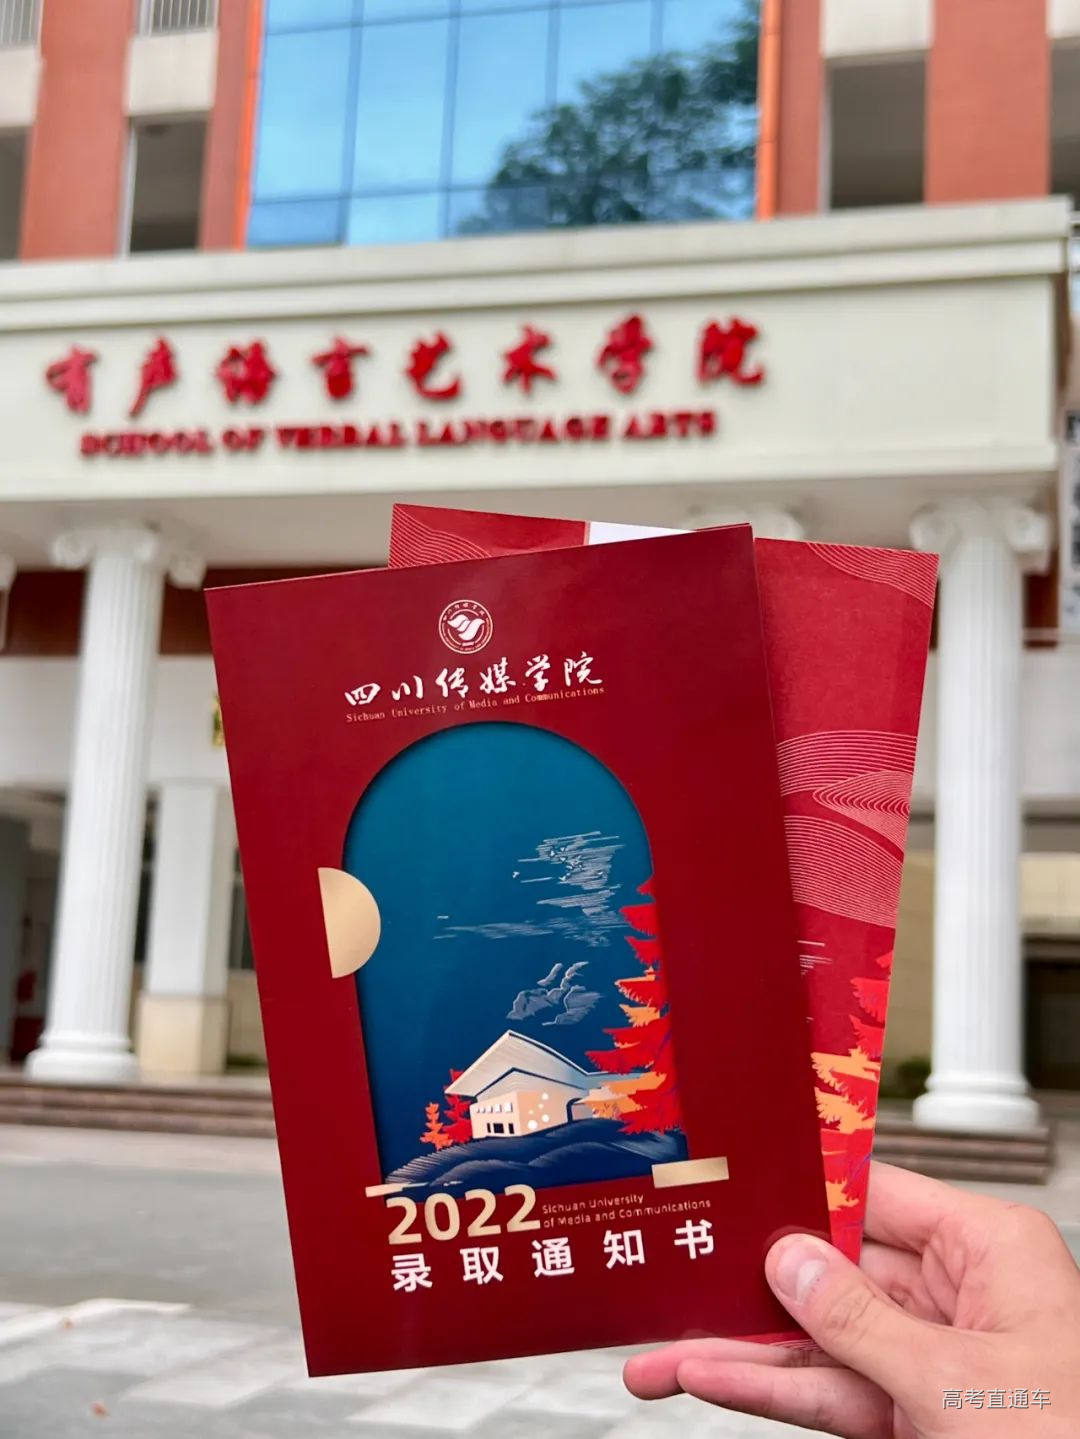 有声语言艺术学院
SCHOOL OF VERBAL LANGUAGE ARTS
四川传媒学院
Sichuan University of Media and Communications
2022
Sichuan University
of Media and Communications
录取通知书
高考直通车